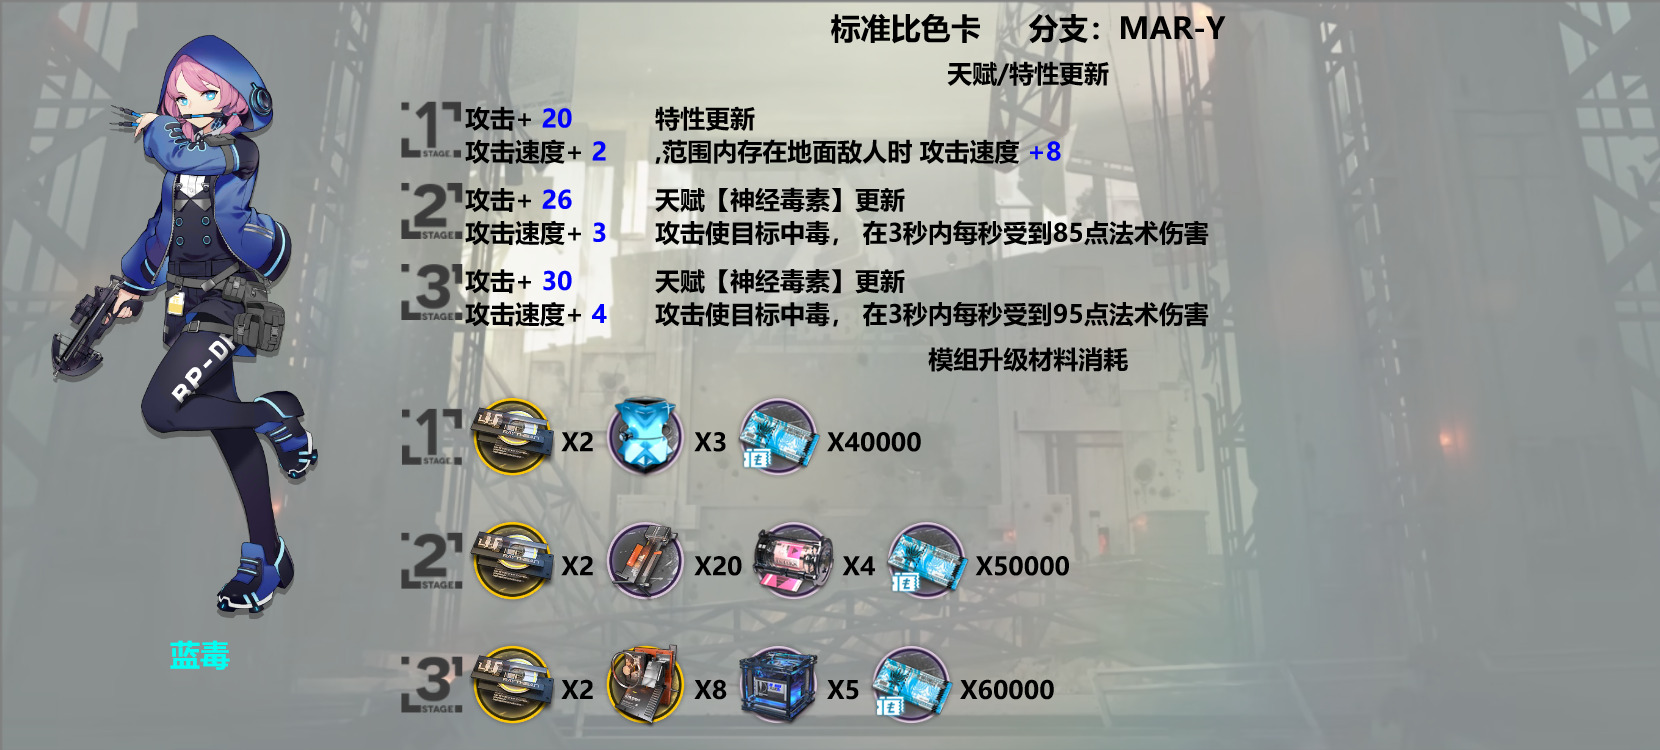 标准比色卡 分支：MAR-Y
天赋/特性更新
1 STAGE. 攻击+ 20 特性更新
攻击速度+ 2 ,范围内存在地面敌人时 攻击速度 +8
2 STAGE. 攻击+ 26 天赋【神经毒素】更新
攻击速度+ 3 攻击使目标中毒， 在3秒内每秒受到85点法术伤害
3 STAGE. 攻击+ 30 天赋【神经毒素】更新
攻击速度+ 4 攻击使目标中毒， 在3秒内每秒受到95点法术伤害
模组升级材料消耗
1 STAGE. X2 X3 X40000
2 STAGE. X2 X20 X4 X50000
3 STAGE. X2 X8 X5 X60000
蓝毒